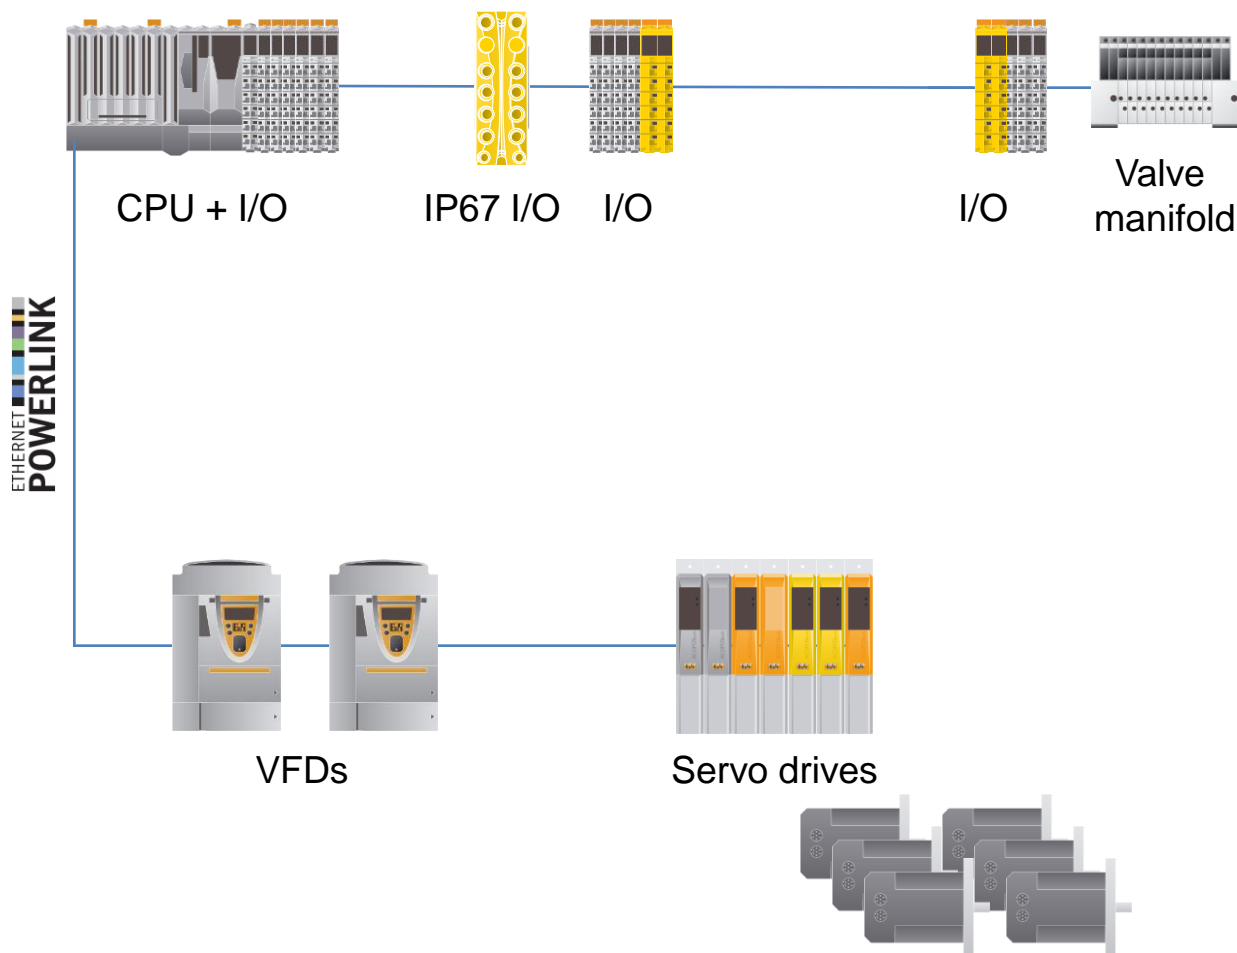 CPU + I/O
IP67 I/O
I/O
I/O
Valve
manifold
ETHERNET
POWERLINK
VFDs
Servo drives